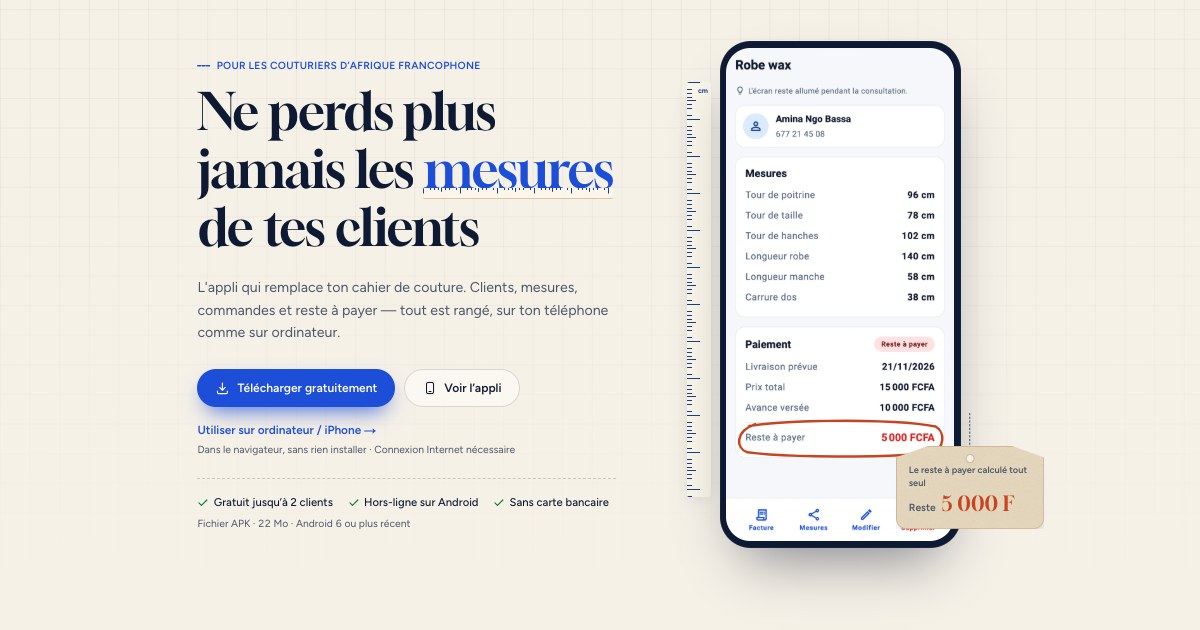 POUR LES COUTURIERS D'AFRIQUE FRANCOPHONE
Ne perds plus
jamais les mesures
de tes clients
L'appli qui remplace ton cahier de couture. Clients, mesures,
commandes et reste à payer — tout est rangé, sur ton téléphone
comme sur ordinateur.
Télécharger gratuitement
Voir l'appli
Utiliser sur ordinateur / iPhone →
Dans le navigateur, sans rien installer · Connexion Internet nécessaire
Gratuit jusqu'à 2 clients
Hors-ligne sur Android
Sans carte bancaire
Fichier APK · 22 Mo · Android 6 ou plus récent
cm
Robe wax
L'écran reste allumé pendant la consultation.
Amina Ngo Bassa
677 21 45 08
Mesures
Tour de poitrine 96 cm
Tour de taille 78 cm
Tour de hanches 102 cm
Longueur robe 140 cm
Longueur manche 58 cm
Carrure dos 38 cm
Paiement Reste à payer
Livraison prévue 21/11/2026
Prix total 15 000 FCFA
Avance versée 10 000 FCFA
Reste à payer 5 000 FCFA
Le reste à payer calculé tout
seul
Reste 5 000 F
Facture Mesures Modifier